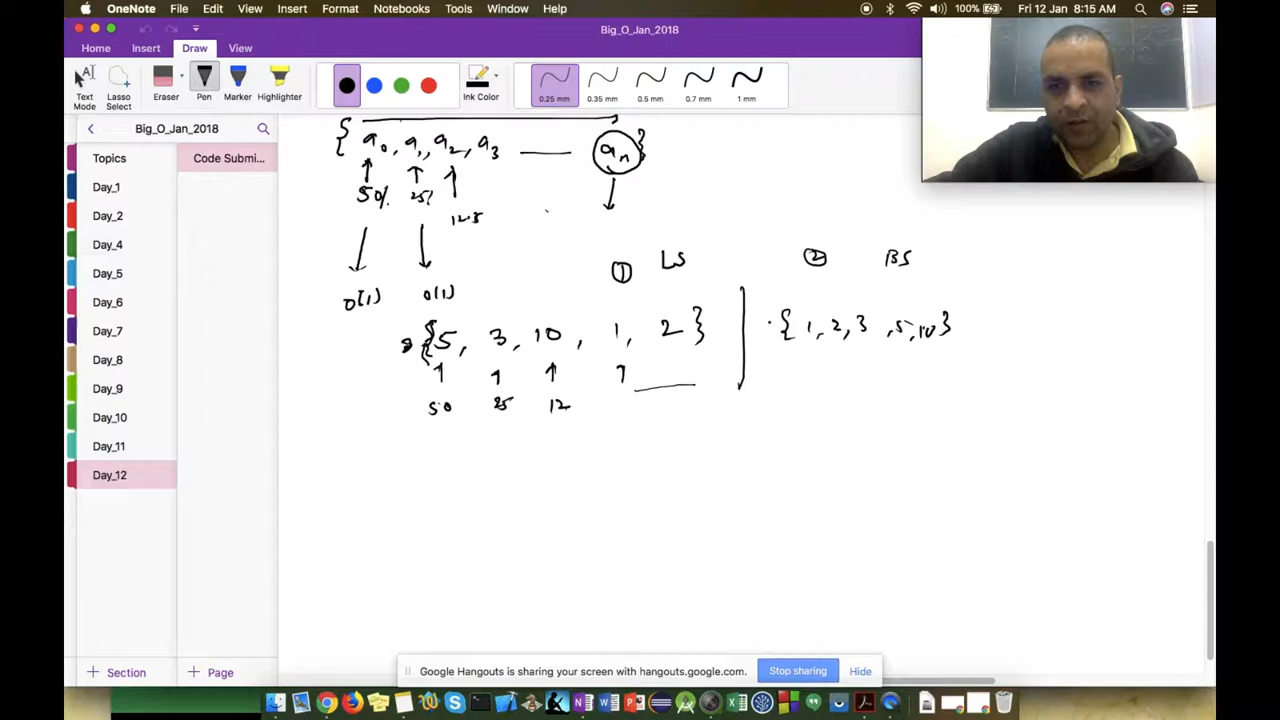 OneNote File Edit View Insert Format Notebooks Tools Window Help 100% Fri 12 Jan 8:15 AM
Big_O_Jan_2018
Home Insert Draw View
Text Mode
Lasso Select
Eraser
Pen
Marker
Highlighter
Ink Color
0.25 mm
0.35 mm
0.5 mm
0.7 mm
1 mm
Big_O_Jan_2018
Topics
Day_1
Day_2
Day_4
Day_5
Day_6
Day_7
Day_8
Day_9
Day_10
Day_11
Day_12
Code Submi...
{ a0, a1, a2, a3 —— an }
50% 25% 12.5
O(1) O(1)
① LS ② BS
{5, 3, 10, 1, 2} {1, 2, 3, 5, 10}
50 25 12
+ Section + Page
Google Hangouts is sharing your screen with hangouts.google.com. Stop sharing Hide